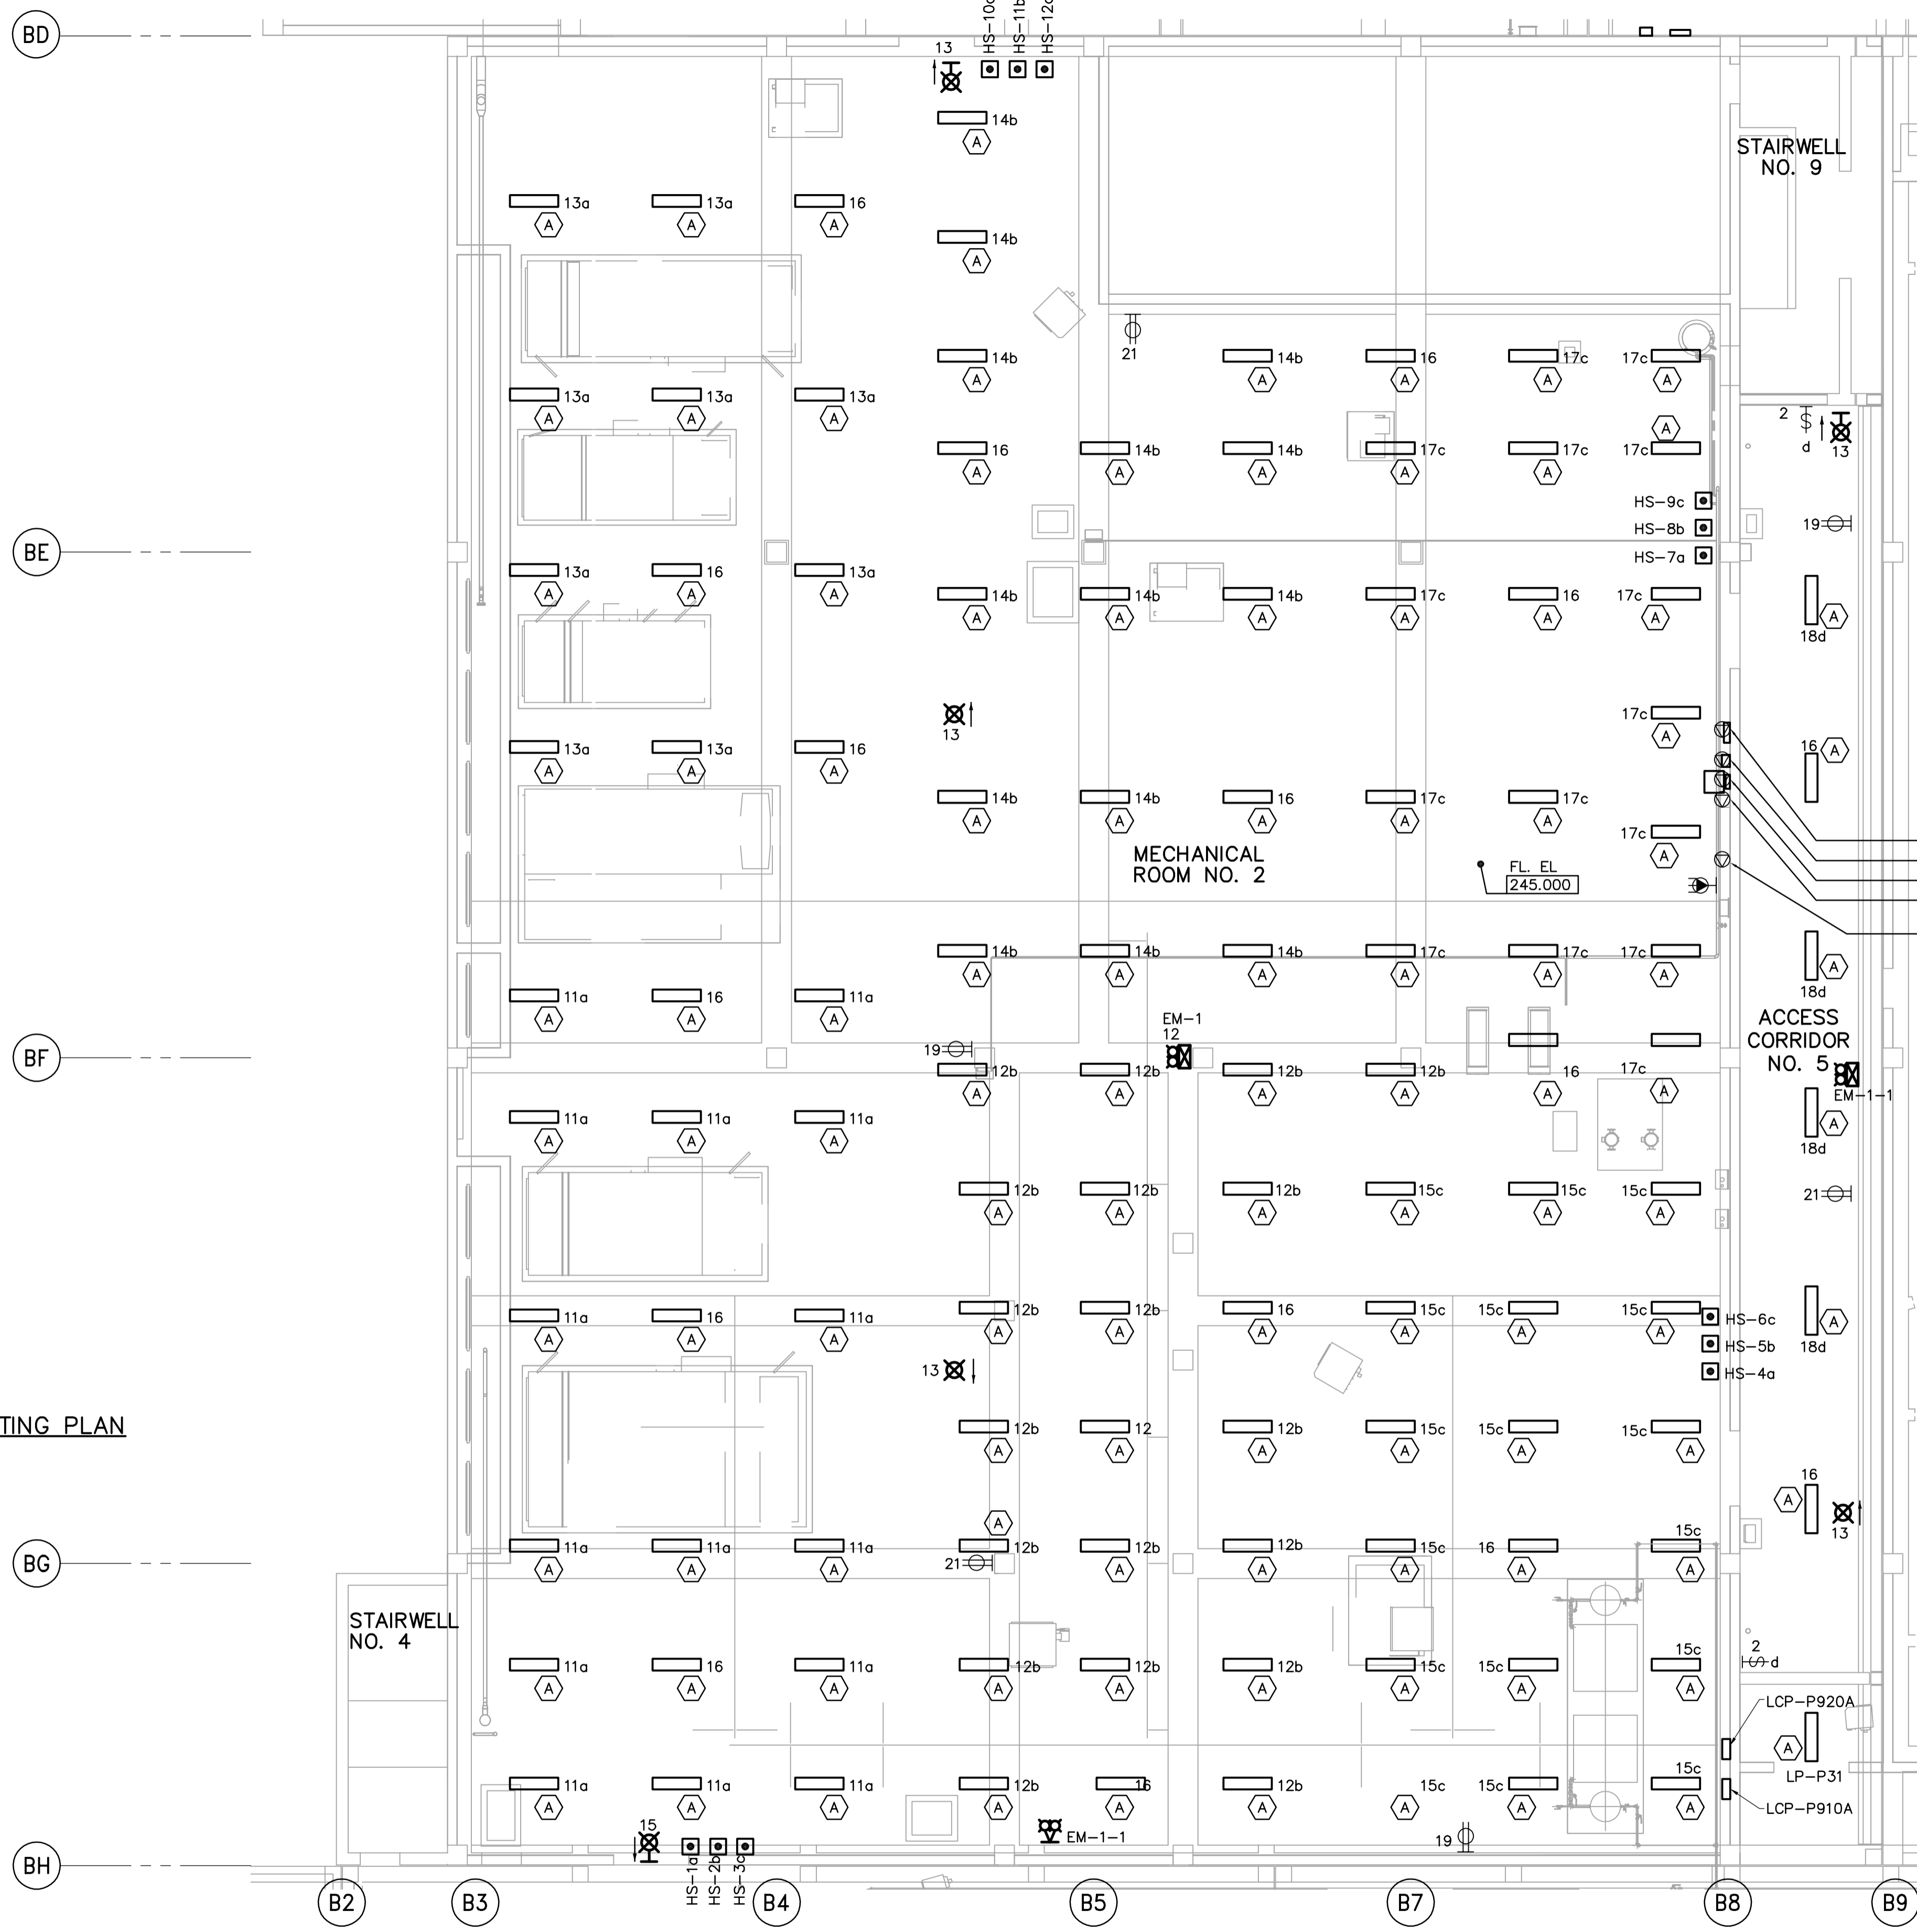 BD
HS-11b
13
STAIRWELL
NO. 9
14b
A
13a
A
13a
A
16
A
14b
A
21
14b
A
14b
A
16
A
17c
A
17c
A
13a
A
13a
A
13a
A
2
d
13
16
A
14b
A
14b
A
17c
A
17c
A
17c
A
HS-9c
HS-8b
HS-7a
19
BE
13a
A
16
A
13a
A
14b
A
14b
A
14b
A
17c
A
16
A
17c
A
18d
A
13
17c
A
13a
A
13a
A
16
A
16
A
14b
A
14b
A
16
A
17c
A
17c
A
17c
A
MECHANICAL
ROOM NO. 2
FL. EL
245.000
14b
A
14b
A
14b
A
17c
A
17c
A
17c
A
18d
A
11a
A
16
A
11a
A
EM-1
12
ACCESS
CORRIDOR
NO. 5
19
BF
12b
A
12b
A
12b
A
12b
A
16
A
17c
A
EM-1-1
11a
A
11a
A
11a
A
18d
A
12b
A
12b
A
12b
A
15c
A
15c
A
15c
A
21
11a
A
16
A
11a
A
12b
A
12b
A
16
A
15c
A
15c
A
15c
A
HS-6c
HS-5b
HS-4a
18d
A
13
TING PLAN
12b
A
12
A
12b
A
15c
A
15c
A
15c
A
16
A
13
BG
11a
A
11a
A
11a
A
12b
A
12b
A
12b
A
15c
A
16
A
15c
A
21
STAIRWELL
NO. 4
11a
A
16
A
11a
A
12b
A
12b
A
12b
A
15c
A
15c
A
15c
A
2
d
LCP-P920A
A
LP-P31
LCP-P910A
11a
A
11a
A
11a
A
12b
A
16
A
12b
A
15c
A
15c
A
15c
A
15
EM-1-1
19
HS-1a
HS-2b
HS-3c
BH
B2
B3
B4
B5
B7
B8
B9